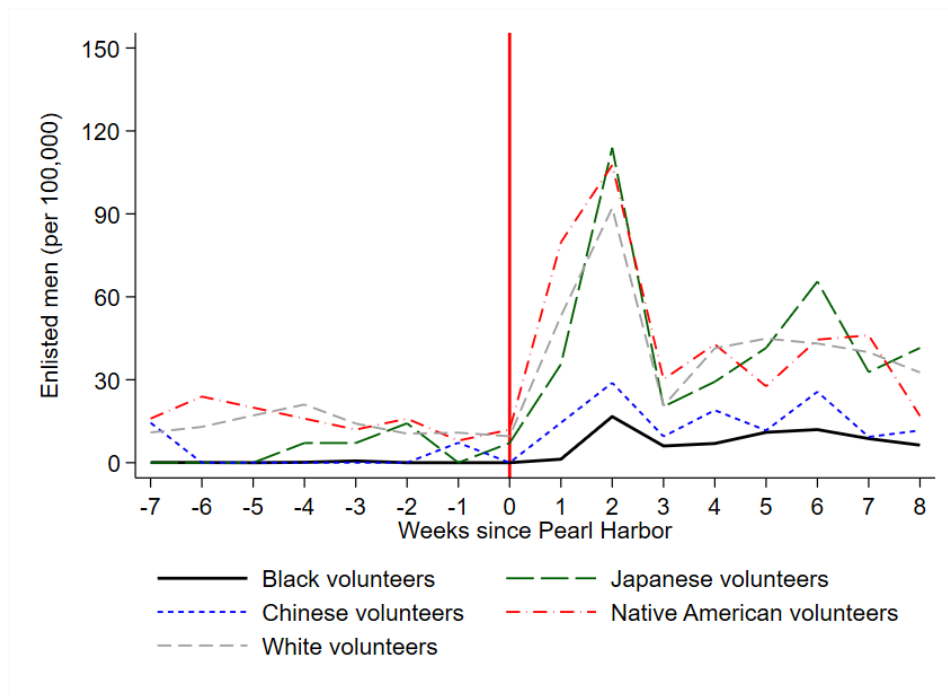 Enlisted men (per 100,000)
150
120
90
60
30
0
-7 -6 -5 -4 -3 -2 -1 0 1 2 3 4 5 6 7 8
Weeks since Pearl Harbor
Black volunteers Japanese volunteers
Chinese volunteers Native American volunteers
White volunteers